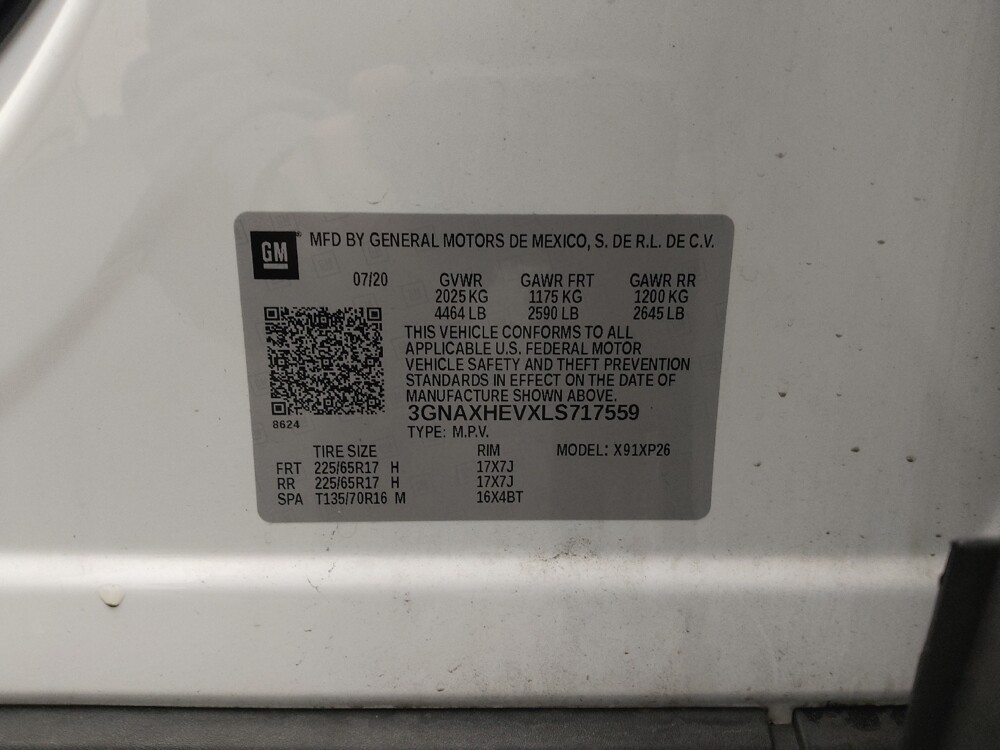 GM MFD BY GENERAL MOTORS DE MEXICO, S. DE R.L. DE C.V.
07/20 GVWR GAWR FRT GAWR RR
2025 KG 1175 KG 1200 KG
4464 LB 2590 LB 2645 LB
THIS VEHICLE CONFORMS TO ALL
APPLICABLE U.S. FEDERAL MOTOR
VEHICLE SAFETY AND THEFT PREVENTION
STANDARDS IN EFFECT ON THE DATE OF
MANUFACTURE SHOWN ABOVE.
3GNAXHEVXLS717559
8624
TYPE: M.P.V.
TIRE SIZE RIM MODEL: X91XP26
FRT 225/65R17 H 17X7J
RR 225/65R17 H 17X7J
SPA T135/70R16 M 16X4BT